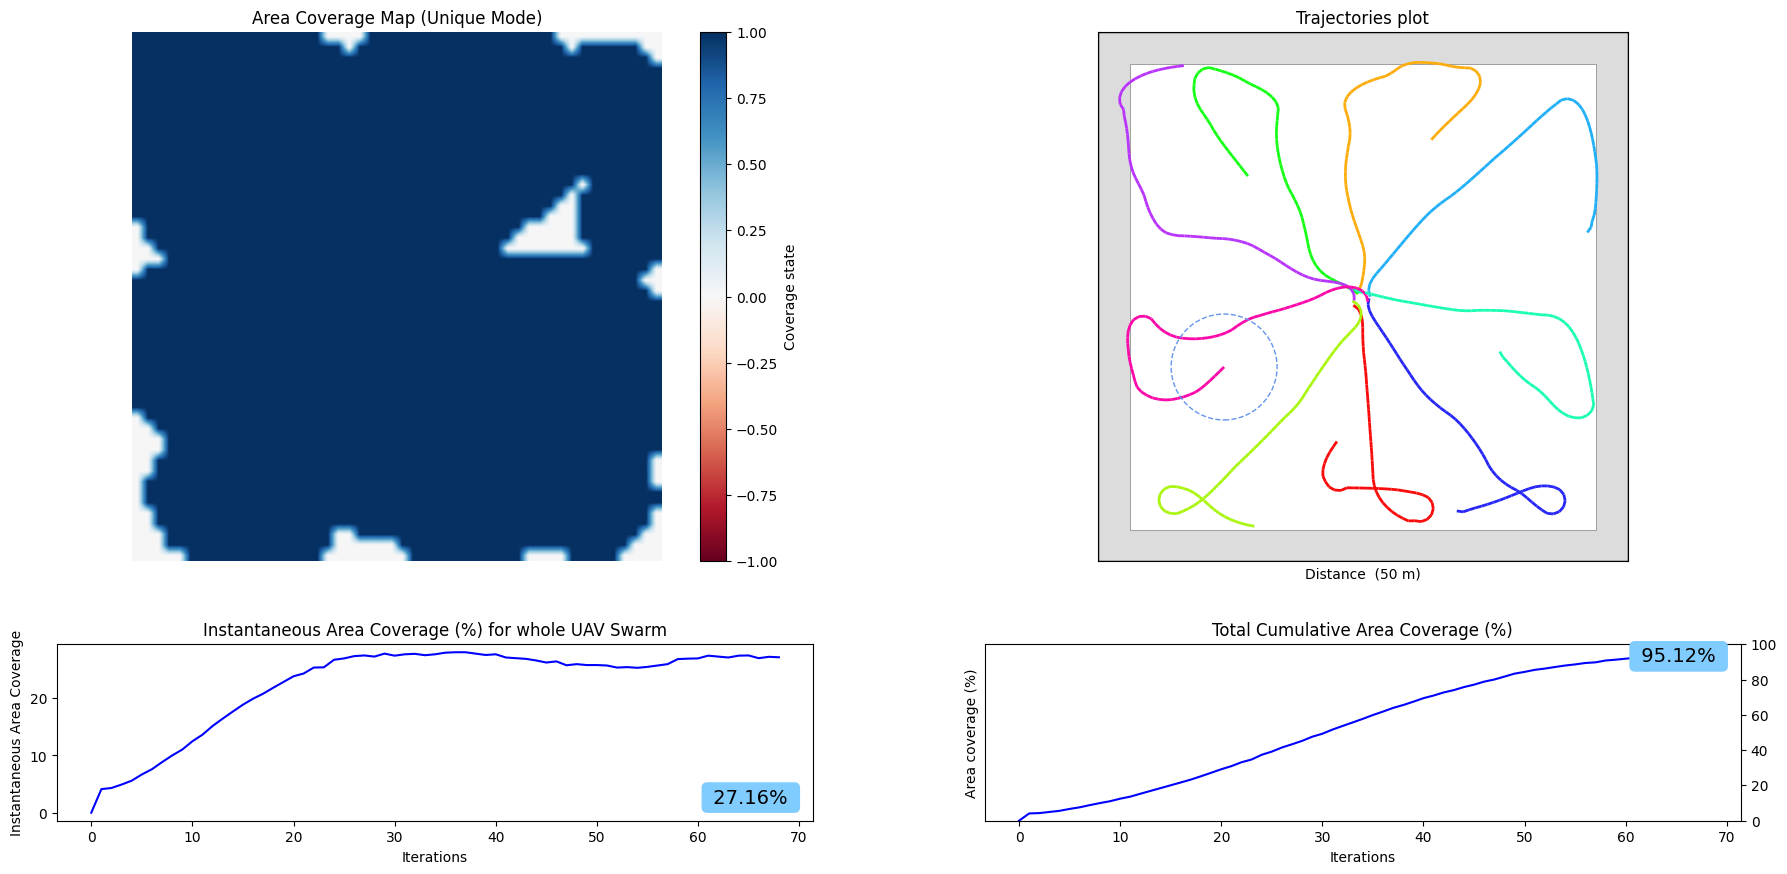 Area Coverage Map (Unique Mode)
1.00
0.75
0.50
0.25
0.00
−0.25
−0.50
−0.75
−1.00
Coverage state
Trajectories plot
Distance  (50 m)
Instantaneous Area Coverage (%) for whole UAV Swarm
Instantaneous Area Coverage
20
10
0
27.16%
0 10 20 30 40 50 60 70
Iterations
Total Cumulative Area Coverage (%)
Area coverage (%)
95.12%
100
80
60
40
20
0
0 10 20 30 40 50 60 70
Iterations